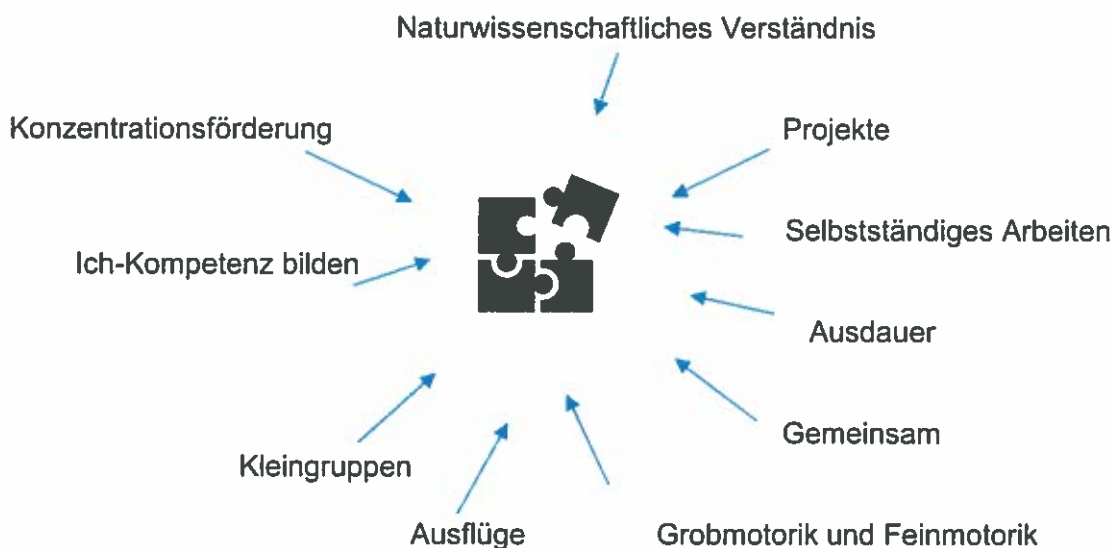 Naturwissenschaftliches Verständnis
Konzentrationsförderung
Projekte
Selbstständiges Arbeiten
Ich-Kompetenz bilden
Ausdauer
Gemeinsam
Kleingruppen
Ausflüge
Grobmotorik und Feinmotorik